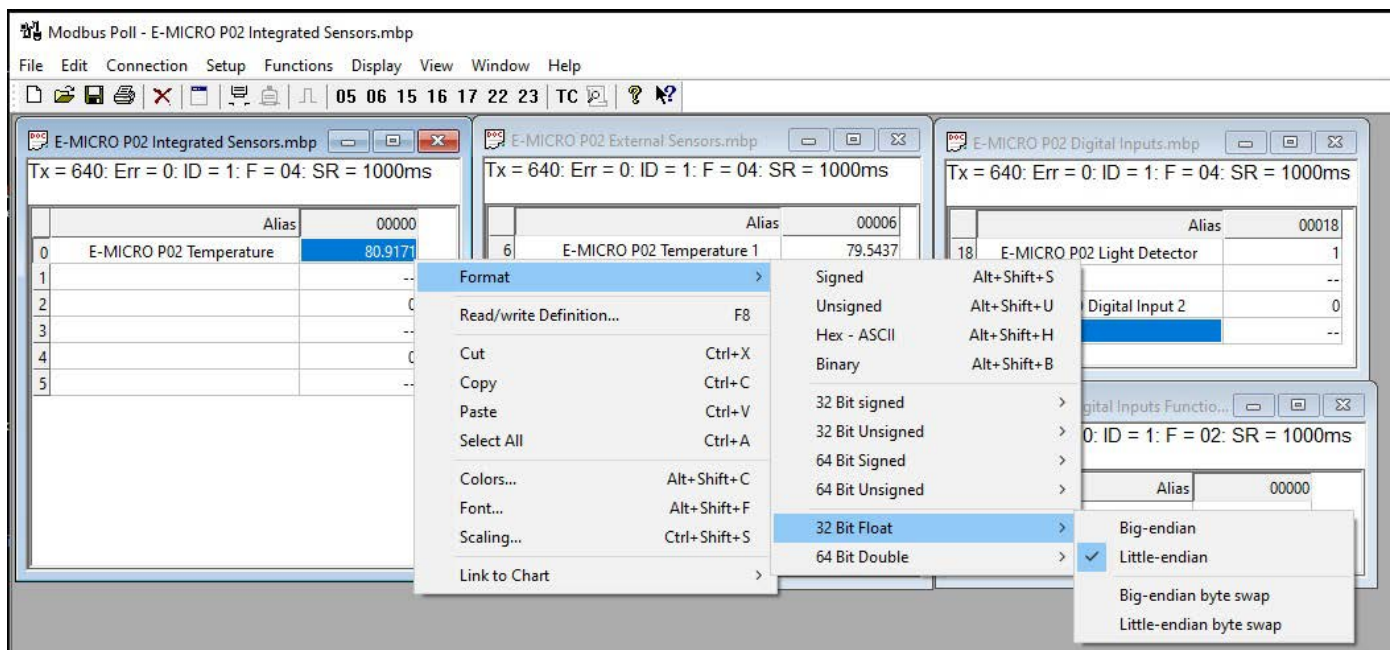 Modbus Poll - E-MICRO P02 Integrated Sensors.mbp
File Edit Connection Setup Functions Display View Window Help
05 06 15 16 17 22 23 TC
E-MICRO P02 Integrated Sensors.mbp
Tx = 640: Err = 0: ID = 1: F = 04: SR = 1000ms
Alias 00000
0 E-MICRO P02 Temperature 80.9171
1 --
2 0
3 --
4 0
5 --
E-MICRO P02 External Sensors.mbp
Tx = 640: Err = 0: ID = 1: F = 04: SR = 1000ms
Alias 00006
6 E-MICRO P02 Temperature 1 79.5437
E-MICRO P02 Digital Inputs.mbp
Tx = 640: Err = 0: ID = 1: F = 04: SR = 1000ms
Alias 00018
18 E-MICRO P02 Light Detector 1
--
Digital Input 2 0
--
gital Inputs Functio...
0: ID = 1: F = 02: SR = 1000ms
Alias 00000
Format
Read/write Definition... F8
Cut Ctrl+X
Copy Ctrl+C
Paste Ctrl+V
Select All Ctrl+A
Colors... Alt+Shift+C
Font... Alt+Shift+F
Scaling... Ctrl+Shift+S
Link to Chart
Signed Alt+Shift+S
Unsigned Alt+Shift+U
Hex - ASCII Alt+Shift+H
Binary Alt+Shift+B
32 Bit signed
32 Bit Unsigned
64 Bit Signed
64 Bit Unsigned
32 Bit Float
64 Bit Double
Big-endian
Little-endian
Big-endian byte swap
Little-endian byte swap